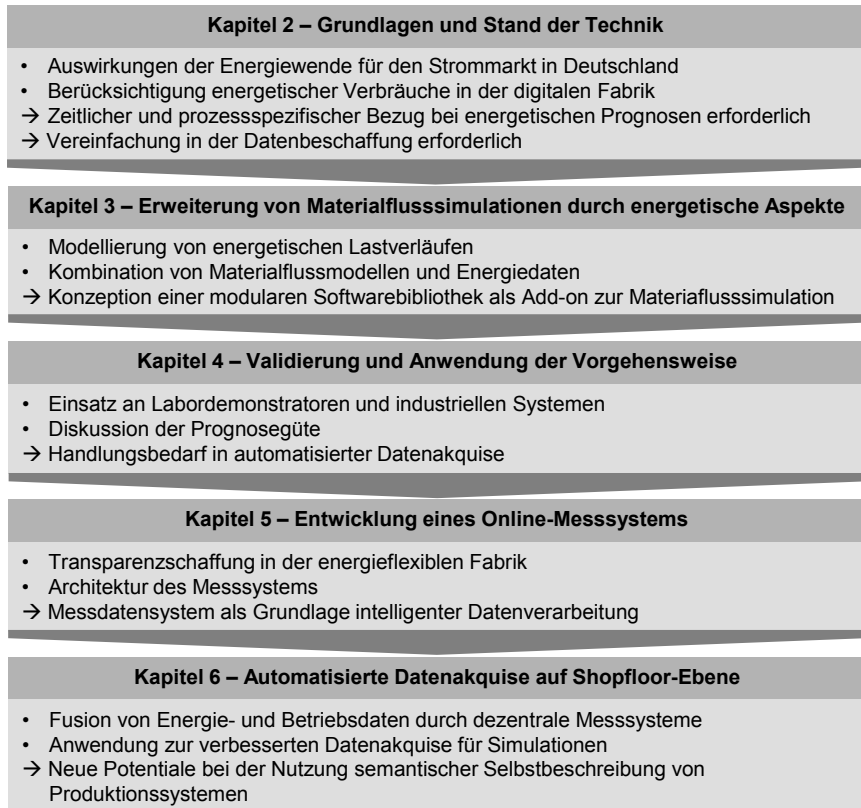 Kapitel 2 – Grundlagen und Stand der Technik
• Auswirkungen der Energiewende für den Strommarkt in Deutschland
• Berücksichtigung energetischer Verbräuche in der digitalen Fabrik
→ Zeitlicher und prozessspezifischer Bezug bei energetischen Prognosen erforderlich
→ Vereinfachung in der Datenbeschaffung erforderlich
Kapitel 3 – Erweiterung von Materialflusssimulationen durch energetische Aspekte
• Modellierung von energetischen Lastverläufen
• Kombination von Materialflussmodellen und Energiedaten
→ Konzeption einer modularen Softwarebibliothek als Add-on zur Materiaflusssimulation
Kapitel 4 – Validierung und Anwendung der Vorgehensweise
• Einsatz an Labordemonstratoren und industriellen Systemen
• Diskussion der Prognosegüte
→ Handlungsbedarf in automatisierter Datenakquise
Kapitel 5 – Entwicklung eines Online-Messsystems
• Transparenzschaffung in der energieflexiblen Fabrik
• Architektur des Messsystems
→ Messdatensystem als Grundlage intelligenter Datenverarbeitung
Kapitel 6 – Automatisierte Datenakquise auf Shopfloor-Ebene
• Fusion von Energie- und Betriebsdaten durch dezentrale Messsysteme
• Anwendung zur verbesserten Datenakquise für Simulationen
→ Neue Potentiale bei der Nutzung semantischer Selbstbeschreibung von
Produktionssystemen